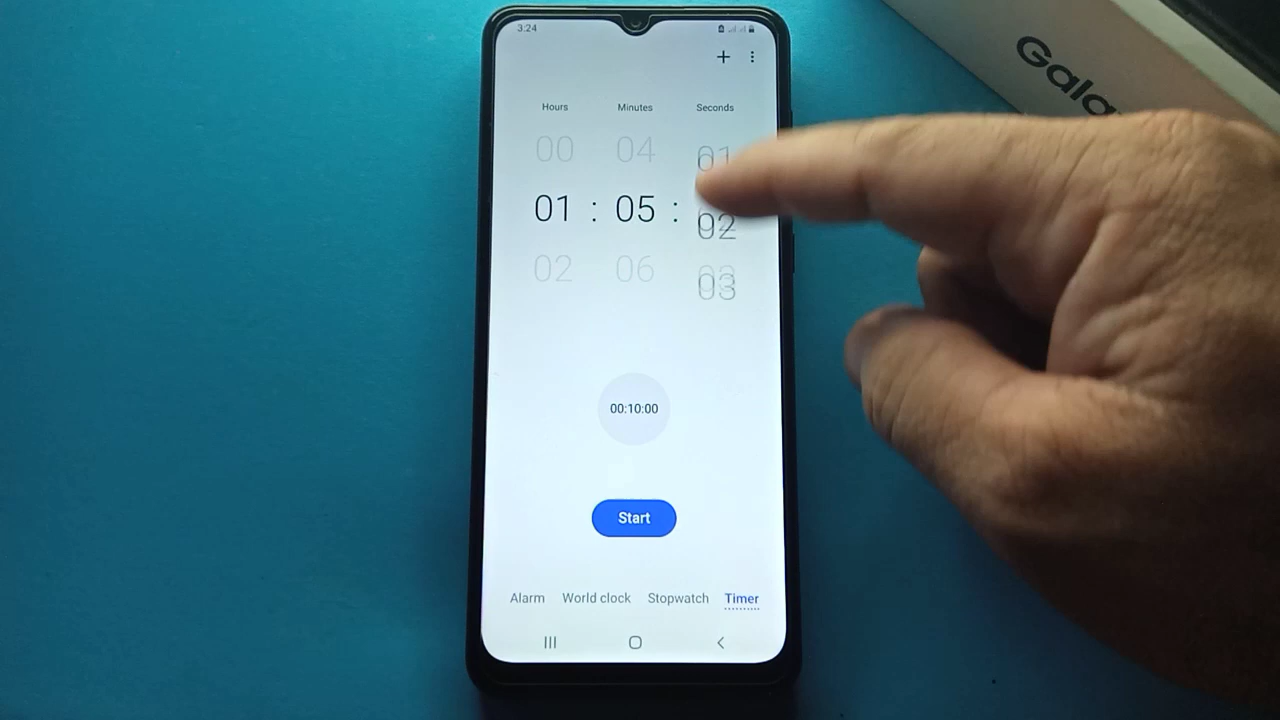 3.24
Hours Minutes Seconds
00 04 01
01 : 05 : 02
02 06 03
00:10:00
Start
Alarm World clock Stopwatch Timer